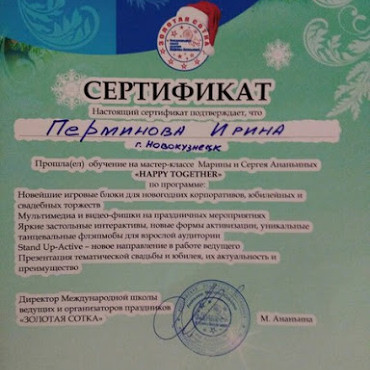 ЗОЛОТАЯ СОТКА
СЕРТИФИКАТ
Настоящий сертификат подтверждает, что
Перминова Ирина
г. Новокузнецк
Прошла(ел) обучение на мастер-классе Марины и Сергея Ананьиных
«HAPPY TOGETHER»
по программе:
Новейшие игровые блоки для новогодних корпоративов, юбилейных и
свадебных торжеств
Мультимедиа и видео-фишки на праздничных мероприятиях
Яркие застольные интерактивы, новые формы активизации, уникальные
танцевальные флэшмобы для взрослой аудитории
Stand Up-Active – новое направление в работе ведущего
Презентация тематической свадьбы и юбилея, их актуальность и
преимущество
Директор Международной школы
ведущих и организаторов праздников
«ЗОЛОТАЯ СОТКА»
М. Ананьина